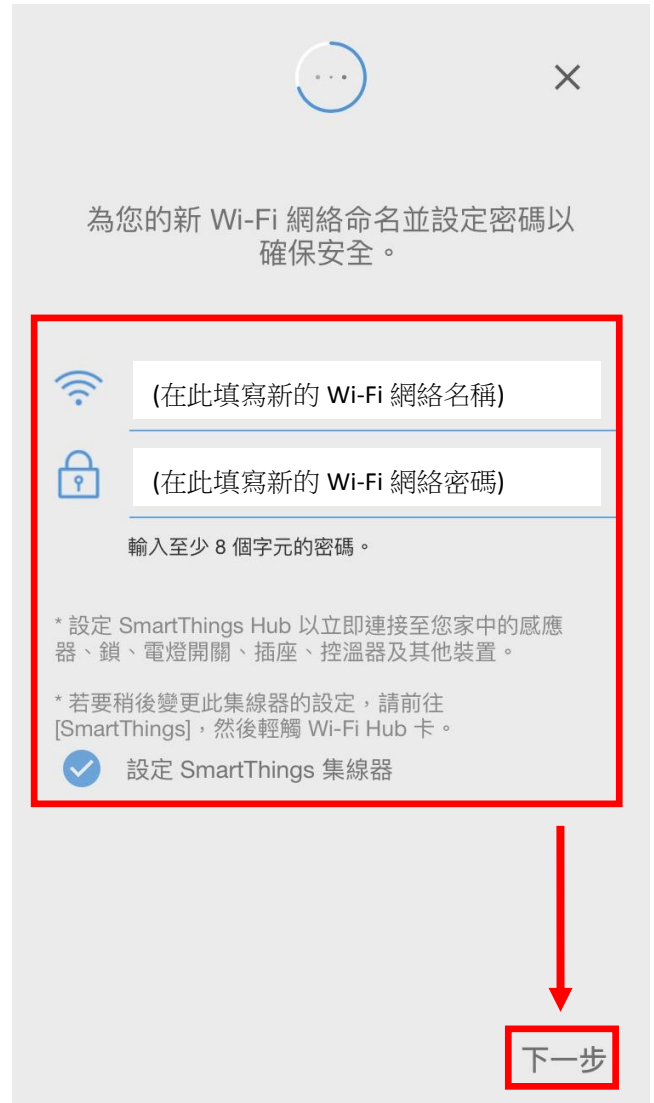 為您的新 Wi-Fi 網絡命名並設定密碼以
確保安全。
(在此填寫新的 Wi-Fi 網絡名稱)
(在此填寫新的 Wi-Fi 網絡密碼)
輸入至少 8 個字元的密碼。
* 設定 SmartThings Hub 以立即連接至您家中的感應
器、鎖、電燈開關、插座、控溫器及其他裝置。
* 若要稍後變更此集線器的設定，請前往
[SmartThings]，然後輕觸 Wi-Fi Hub 卡。
設定 SmartThings 集線器
下一步